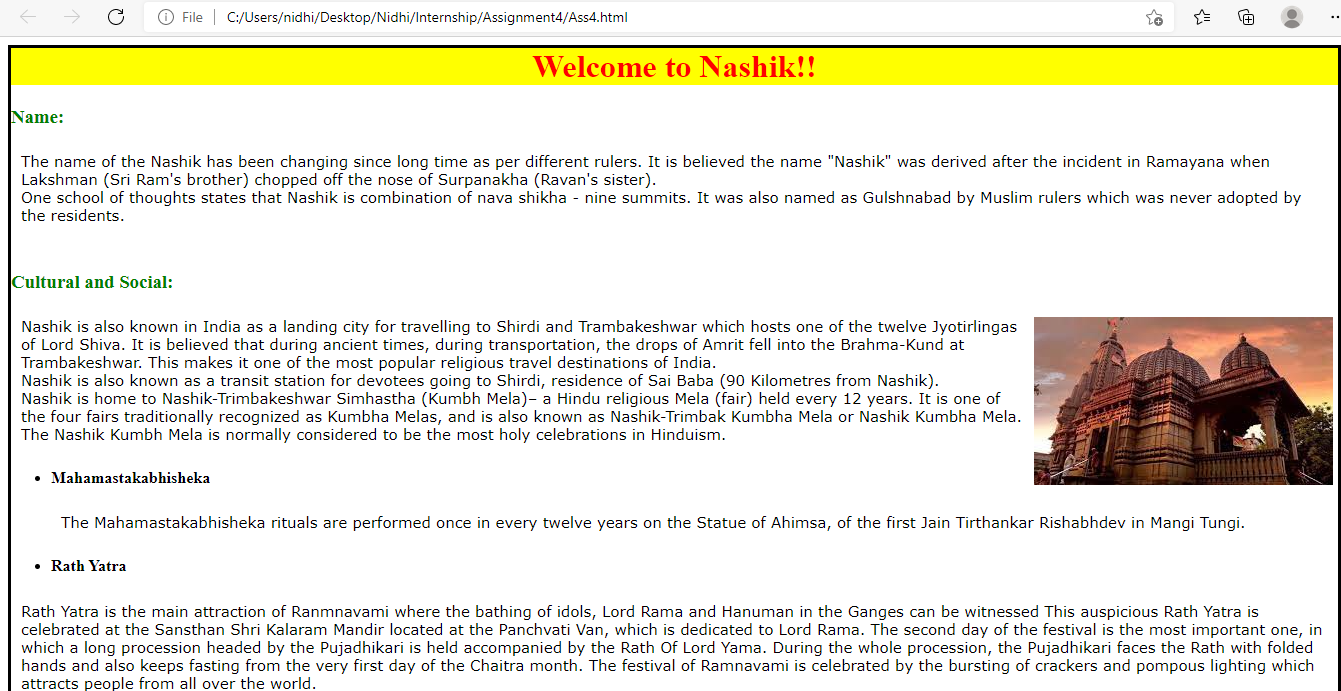 File
C:/Users/nidhi/Desktop/Nidhi/Internship/Assignment4/Ass4.html
Welcome to Nashik!!
Name:
The name of the Nashik has been changing since long time as per different rulers. It is believed the name "Nashik" was derived after the incident in Ramayana when
Lakshman (Sri Ram's brother) chopped off the nose of Surpanakha (Ravan's sister).
One school of thoughts states that Nashik is combination of nava shikha - nine summits. It was also named as Gulshnabad by Muslim rulers which was never adopted by
the residents.
Cultural and Social:
Nashik is also known in India as a landing city for travelling to Shirdi and Trambakeshwar which hosts one of the twelve Jyotirlingas
of Lord Shiva. It is believed that during ancient times, during transportation, the drops of Amrit fell into the Brahma-Kund at
Trambakeshwar. This makes it one of the most popular religious travel destinations of India.
Nashik is also known as a transit station for devotees going to Shirdi, residence of Sai Baba (90 Kilometres from Nashik).
Nashik is home to Nashik-Trimbakeshwar Simhastha (Kumbh Mela)– a Hindu religious Mela (fair) held every 12 years. It is one of
the four fairs traditionally recognized as Kumbha Melas, and is also known as Nashik-Trimbak Kumbha Mela or Nashik Kumbha Mela.
The Nashik Kumbh Mela is normally considered to be the most holy celebrations in Hinduism.
• Mahamastakabhisheka
The Mahamastakabhisheka rituals are performed once in every twelve years on the Statue of Ahimsa, of the first Jain Tirthankar Rishabhdev in Mangi Tungi.
• Rath Yatra
Rath Yatra is the main attraction of Ranmnavami where the bathing of idols, Lord Rama and Hanuman in the Ganges can be witnessed This auspicious Rath Yatra is
celebrated at the Sansthan Shri Kalaram Mandir located at the Panchvati Van, which is dedicated to Lord Rama. The second day of the festival is the most important one, in
which a long procession headed by the Pujadhikari is held accompanied by the Rath Of Lord Yama. During the whole procession, the Pujadhikari faces the Rath with folded
hands and also keeps fasting from the very first day of the Chaitra month. The festival of Ramnavami is celebrated by the bursting of crackers and pompous lighting which
attracts people from all over the world.